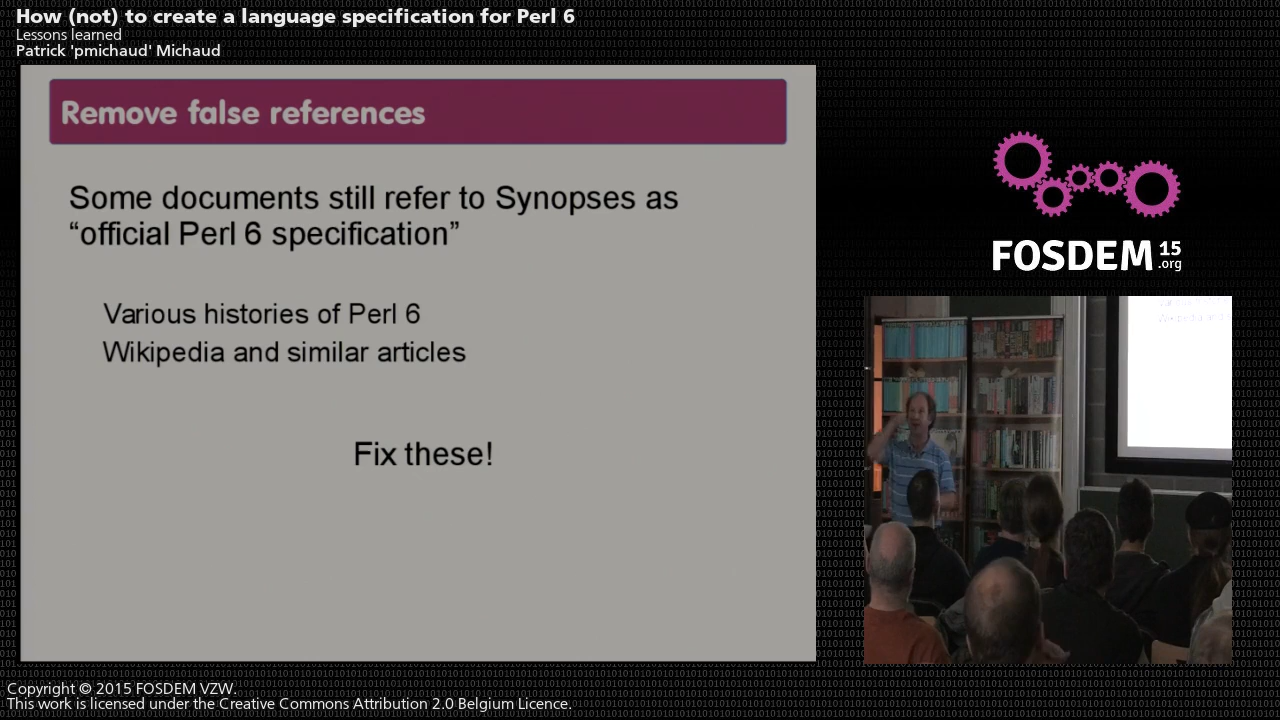 How (not) to create a language specification for Perl 6
Lessons learned
Patrick 'pmichaud' Michaud
Remove false references
Some documents still refer to Synopses as
“official Perl 6 specification”
Various histories of Perl 6
Wikipedia and similar articles
Fix these!
FOSDEM 15
.org
Copyright © 2015 FOSDEM VZW.
This work is licensed under the Creative Commons Attribution 2.0 Belgium Licence.